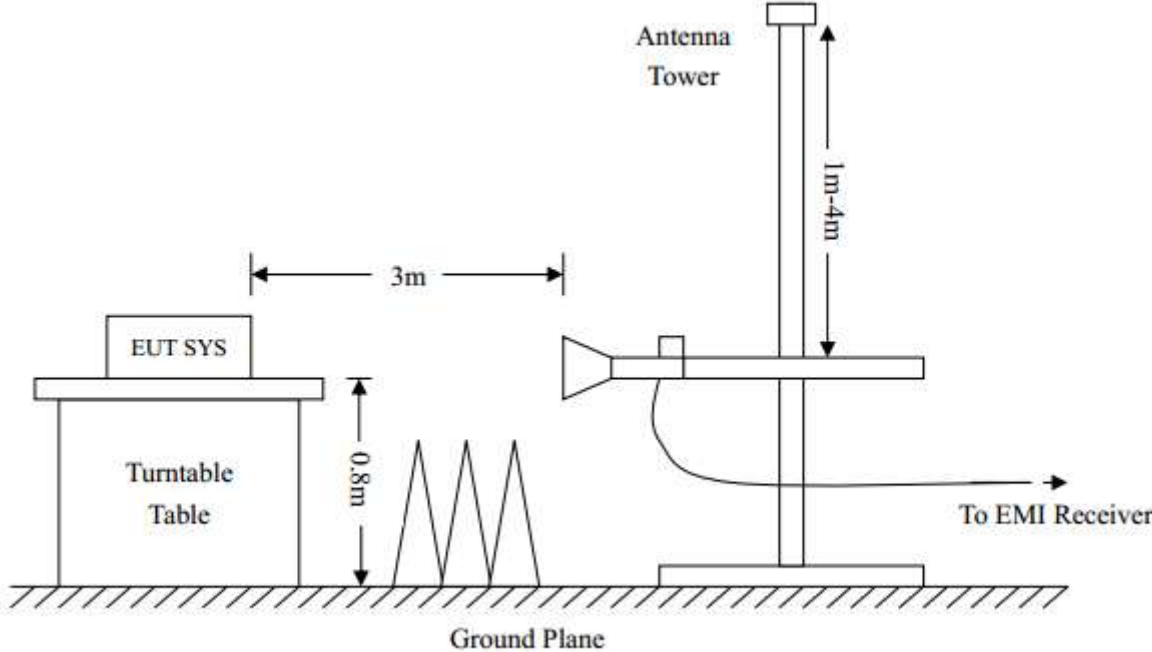 Antenna
Tower
1m-4m
3m
EUT SYS
0.8m
Turntable
Table
To EMI Receiver
Ground Plane